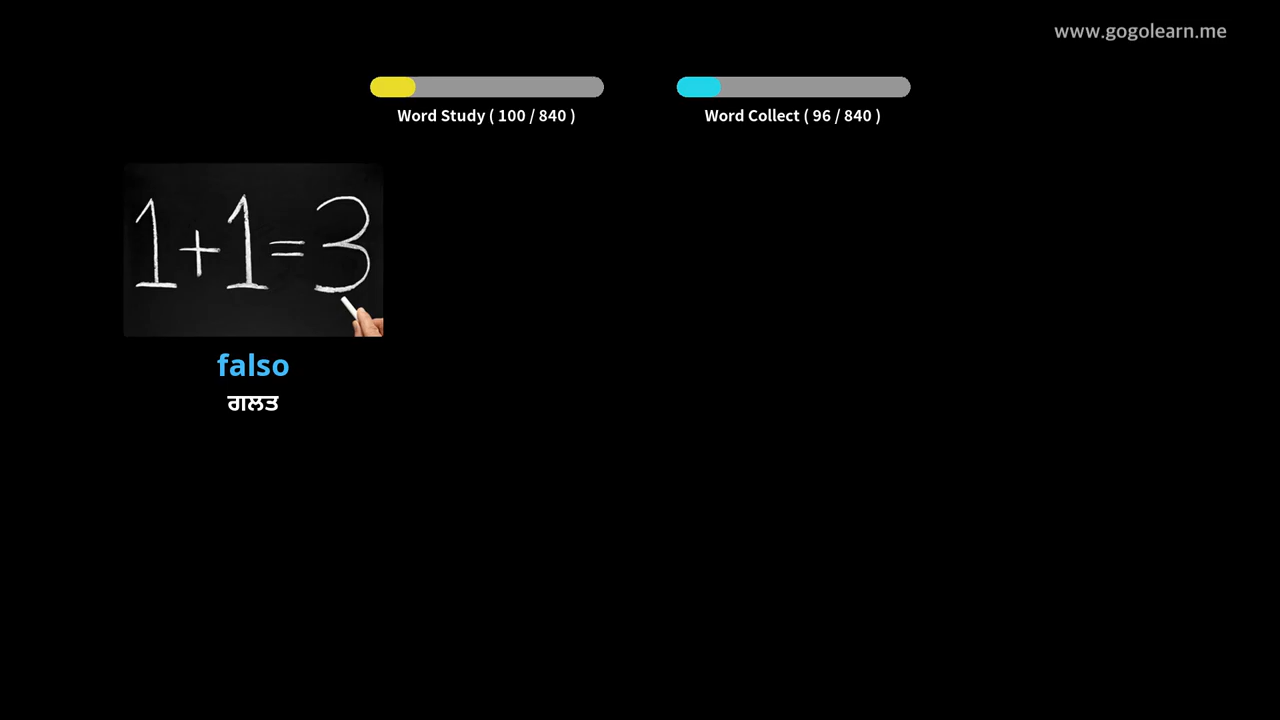 www.gogolearn.me
Word Study ( 100 / 840 )
Word Collect ( 96 / 840 )
1+1=3
falso
ਗਲਤ